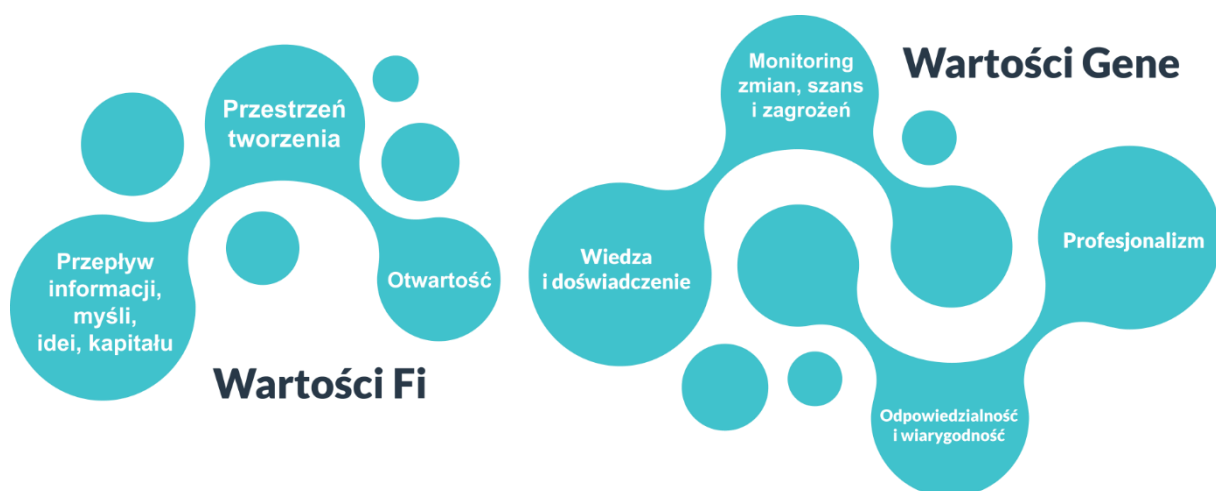 Przestrzeń
tworzenia
Przepływ
informacji,
myśli,
idei, kapitału
Otwartość
Wartości Fi
Monitoring
zmian, szans
i zagrożeń
Wartości Gene
Wiedza
i doświadczenie
Profesjonalizm
Odpowiedzialność
i wiarygodność